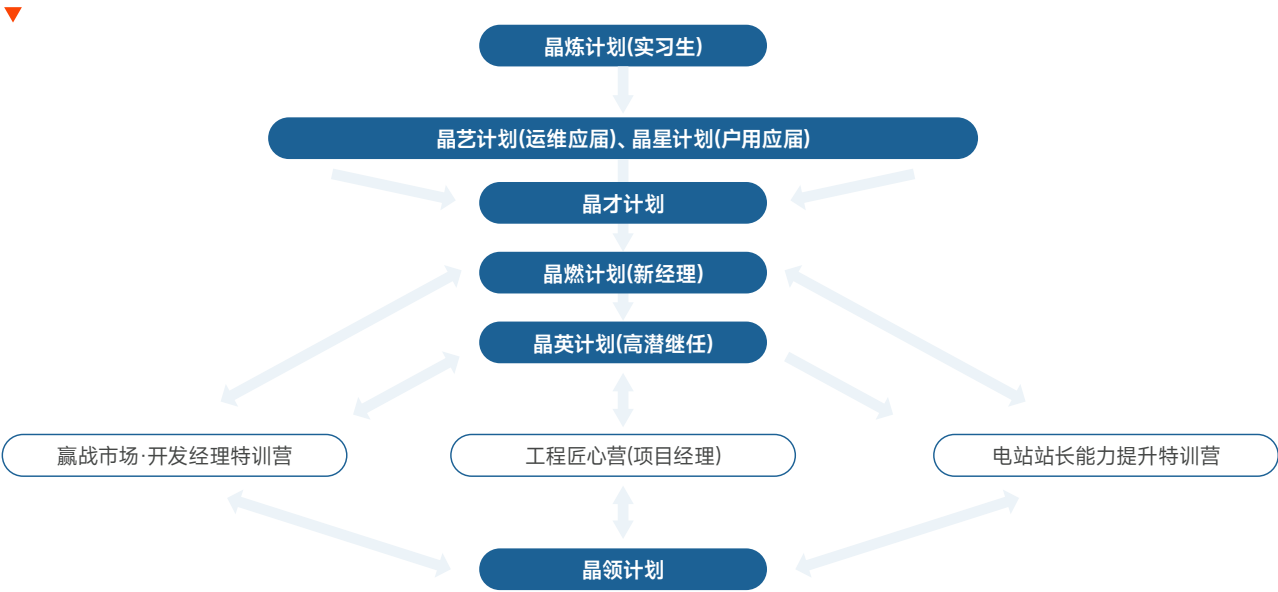 晶炼计划(实习生)
晶艺计划(运维应届)、晶星计划(户用应届)
晶才计划
晶燃计划(新经理)
晶英计划(高潜继任)
赢战市场·开发经理特训营
工程匠心营(项目经理)
电站站长能力提升特训营
晶领计划